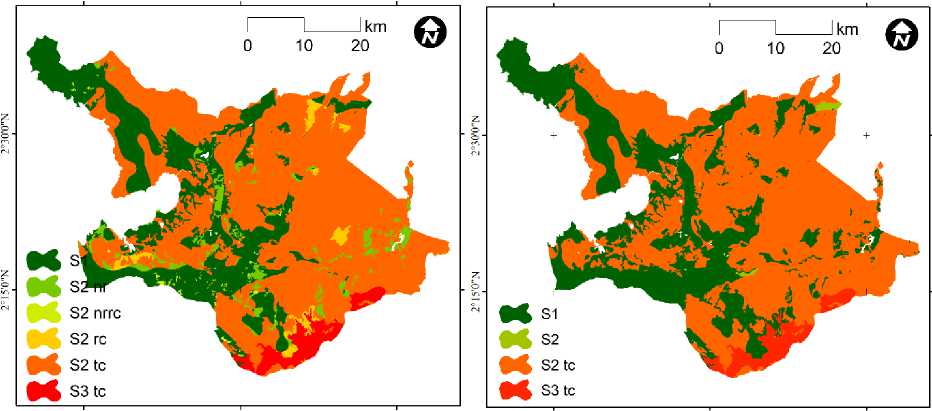 km
0 10 20
N
2°30'0"N
2°15'0"N
S1
S2 nr
S2 nrrc
S2 rc
S2 tc
S3 tc
km
0 10 20
N
2°30'0"N
2°15'0"N
S1
S2
S2 tc
S3 tc